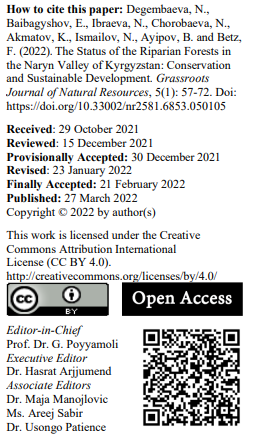 How to cite this paper: Degembaeva, N.,
Baibagyshov, E., Ibraeva, N., Chorobaeva, N.,
Akmatov, K., Ismailov, N., Ayipov, B. and Betz,
F. (2022). The Status of the Riparian Forests in
the Naryn Valley of Kyrgyzstan: Conservation
and Sustainable Development. Grassroots
Journal of Natural Resources, 5(1): 57-72. Doi:
https://doi.org/10.33002/nr2581.6853.050105
Received: 29 October 2021
Reviewed: 15 December 2021
Provisionally Accepted: 30 December 2021
Revised: 23 January 2022
Finally Accepted: 21 February 2022
Published: 27 March 2022
Copyright © 2022 by author(s)
This work is licensed under the Creative
Commons Attribution International
License (CC BY 4.0).
http://creativecommons.org/licenses/by/4.0/
cc BY Open Access
Editor-in-Chief
Prof. Dr. G. Poyyamoli
Executive Editor
Dr. Hasrat Arjjumend
Associate Editors
Dr. Maja Manojlovic
Ms. Areej Sabir
Dr. Usongo Patience